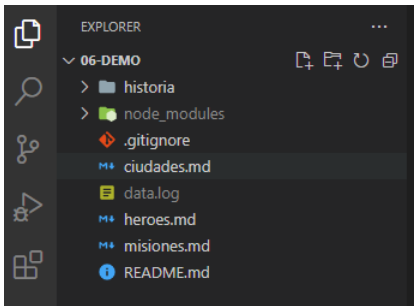 EXPLORER
06-DEMO
historia
node_modules
.gitignore
ciudades.md
data.log
heroes.md
misiones.md
README.md